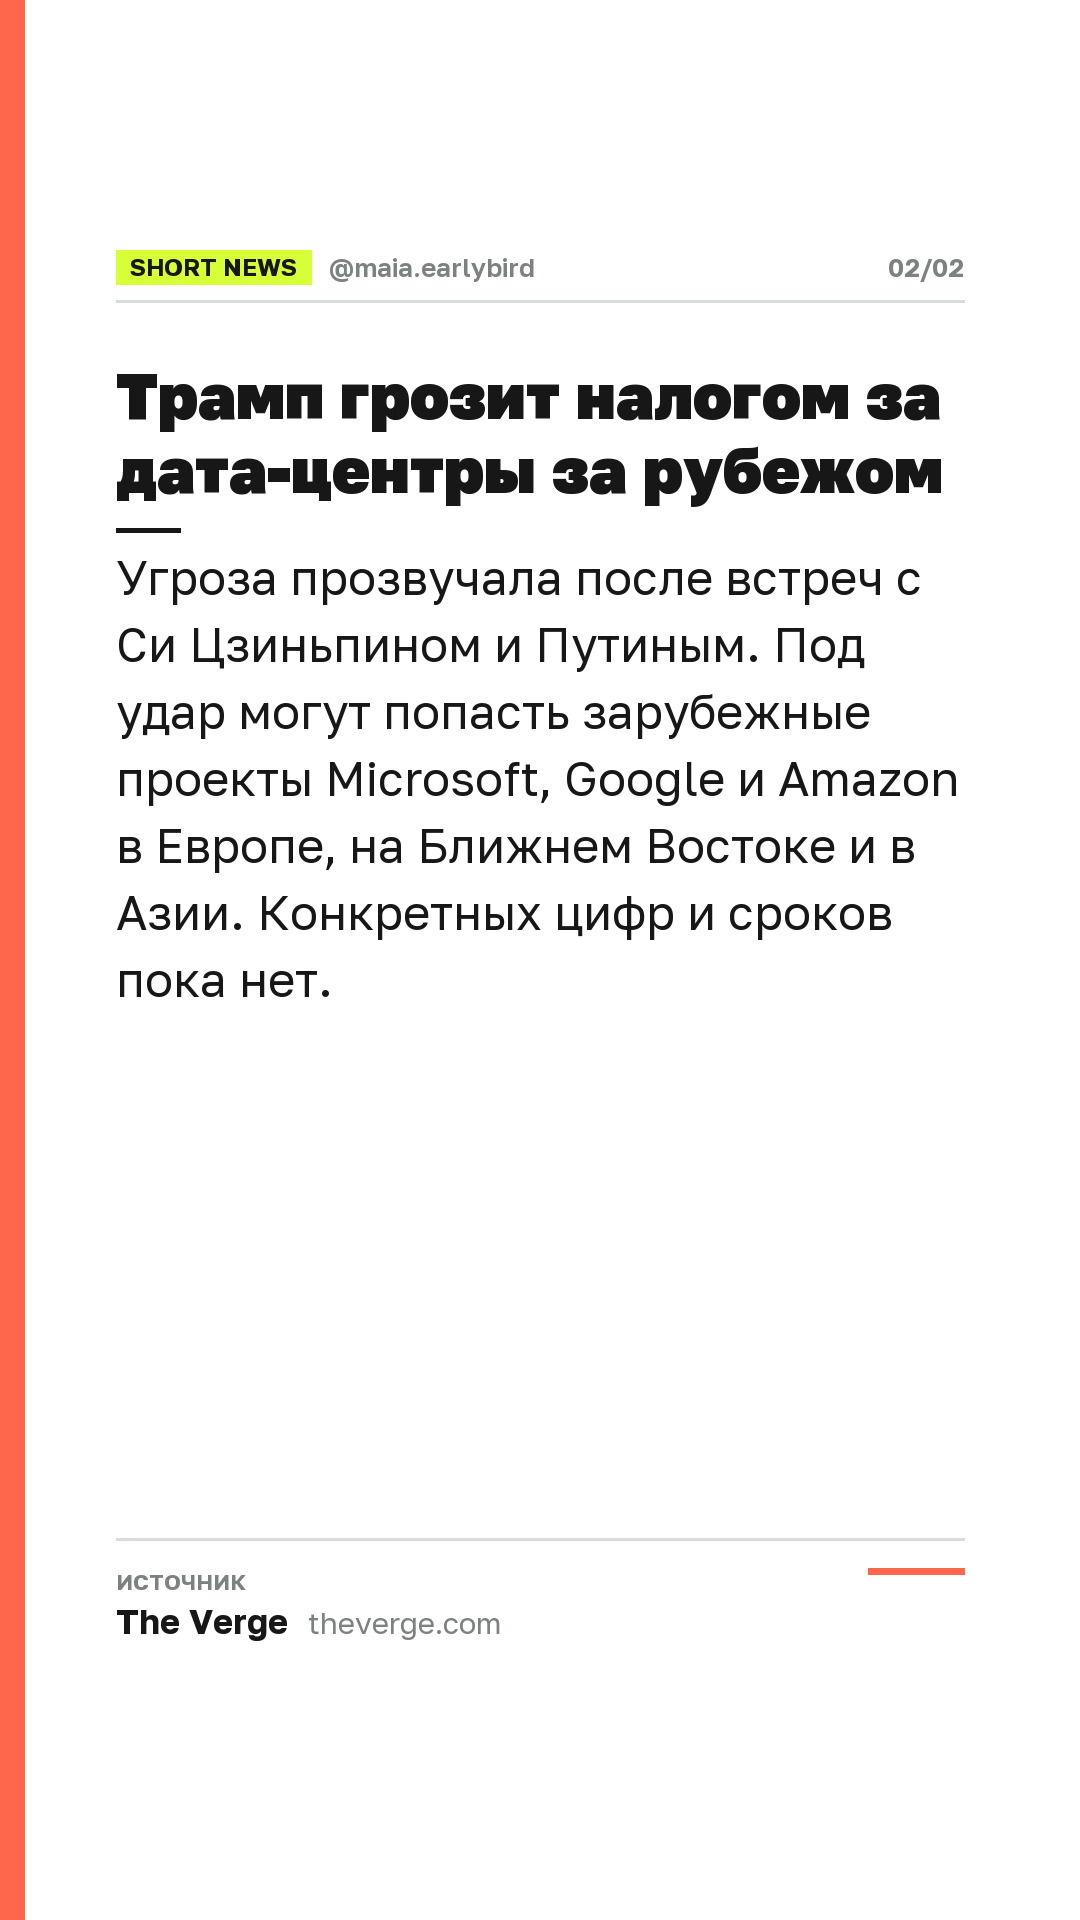 SHORT NEWS @maia.earlybird 02/02
Трамп грозит налогом за
дата-центры за рубежом
Угроза прозвучала после встреч с
Си Цзиньпином и Путиным. Под
удар могут попасть зарубежные
проекты Microsoft, Google и Amazon
в Европе, на Ближнем Востоке и в
Азии. Конкретных цифр и сроков
пока нет.
источник
The Verge theverge.com